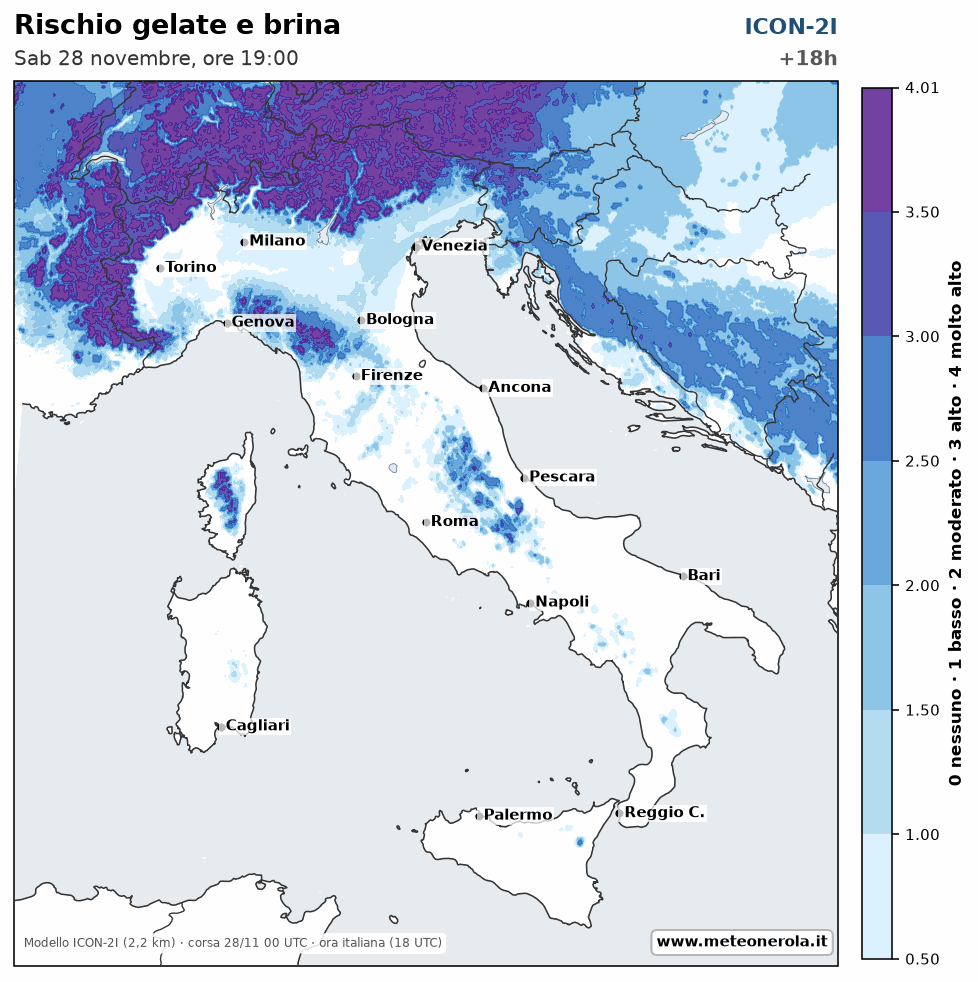 Rischio gelate e brina
ICON-2I
Sab 28 novembre, ore 19:00
+18h
4.01
3.50
3.00
2.50
2.00
1.50
1.00
0.50
0 nessuno · 1 basso · 2 moderato · 3 alto · 4 molto alto
Milano
Venezia
Torino
Genova
Bologna
Firenze
Ancona
Pescara
Roma
Bari
Napoli
Cagliari
Palermo
Reggio C.
Modello ICON-2I (2,2 km) · corsa 28/11 00 UTC · ora italiana (18 UTC)
www.meteonerola.it